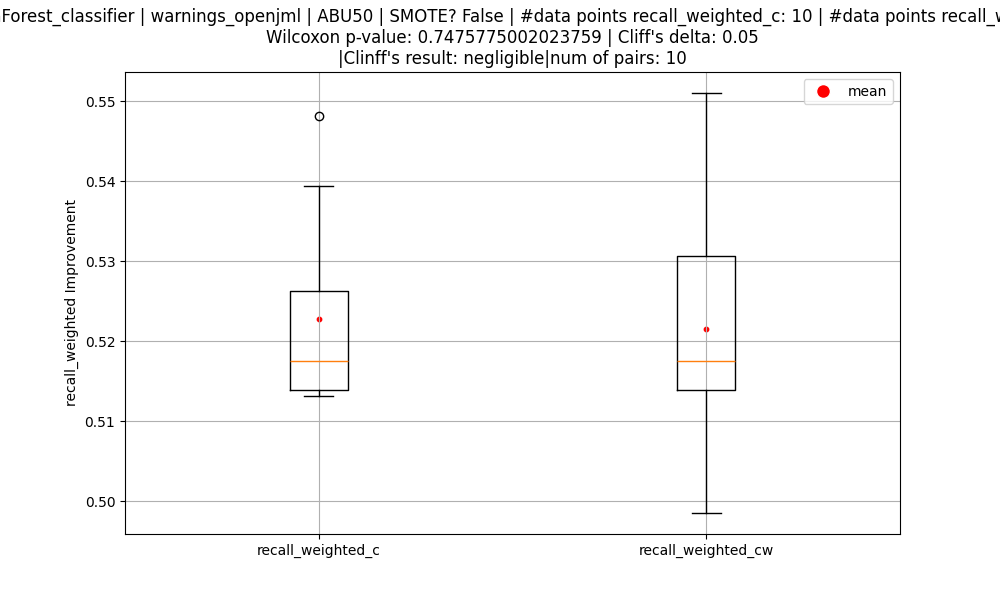 Forest_classifier | warnings_openjml | ABU50 | SMOTE? False | #data points recall_weighted_c: 10 | #data points
Wilcoxon p-value: 0.7475775002023759 | Cliff's delta: 0.05
|Clinff's result: negligible|num of pairs: 10
mean
0.55
0.54
0.53
0.52
0.51
0.50
recall_weighted Improvement
recall_weighted_c
recall_weighted_cw